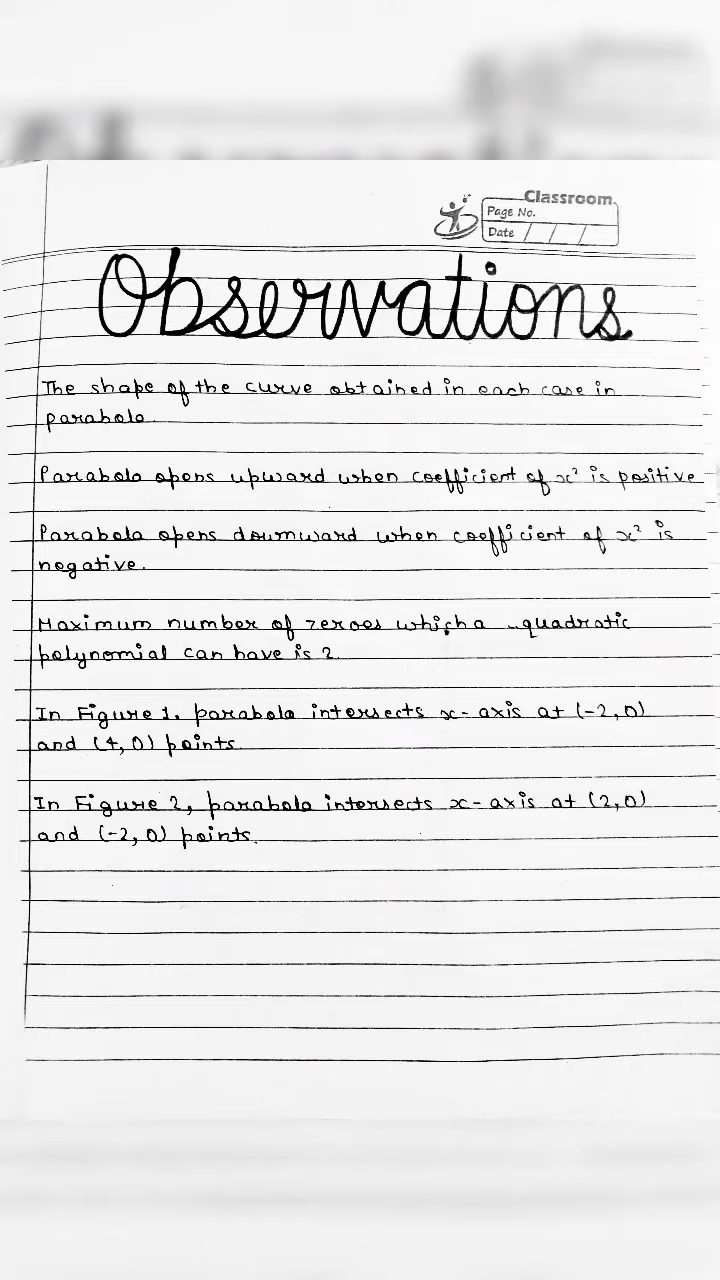 Classroom
Page No.
Date / / /
Observations
The shape of the curve obtained in each case in
parabola.
Parabola opens upward when coefficient of x² is positive
Parabola opens downward when coefficient of x² is
negative.
Maximum number of zeroes which a quadratic
polynomial can have is 2
In Figure 1, parabola intersects x-axis at (-2,0)
and (4,0) points
In Figure 2, parabola intersects x-axis at (2,0)
and (-2,0) points.